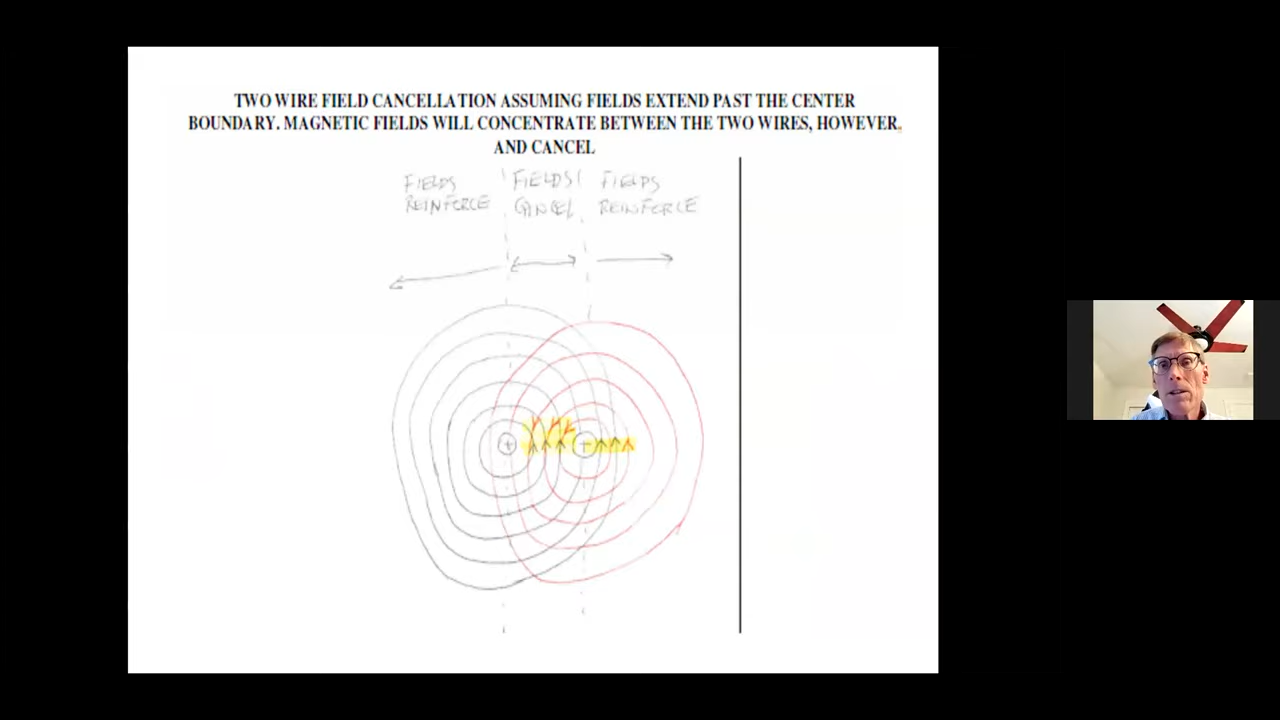 TWO WIRE FIELD CANCELLATION ASSUMING FIELDS EXTEND PAST THE CENTER
BOUNDARY. MAGNETIC FIELDS WILL CONCENTRATE BETWEEN THE TWO WIRES, HOWEVER,
AND CANCEL
FIELDS FIELDS FIELDS
REINFORCE CANCEL REINFORCE
+ +